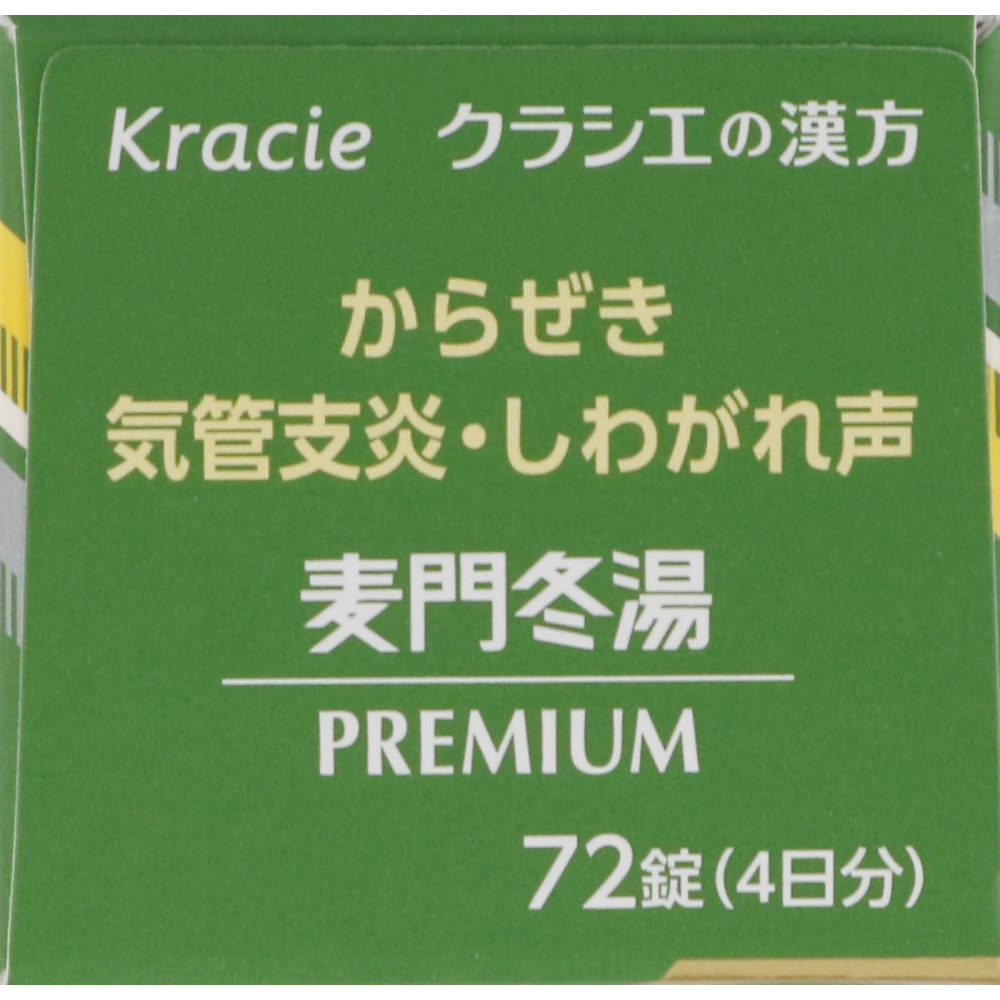 Kracie クラシエの漢方
からぜき
気管支炎・しわがれ声
麦門冬湯
PREMIUM
72錠(4日分)